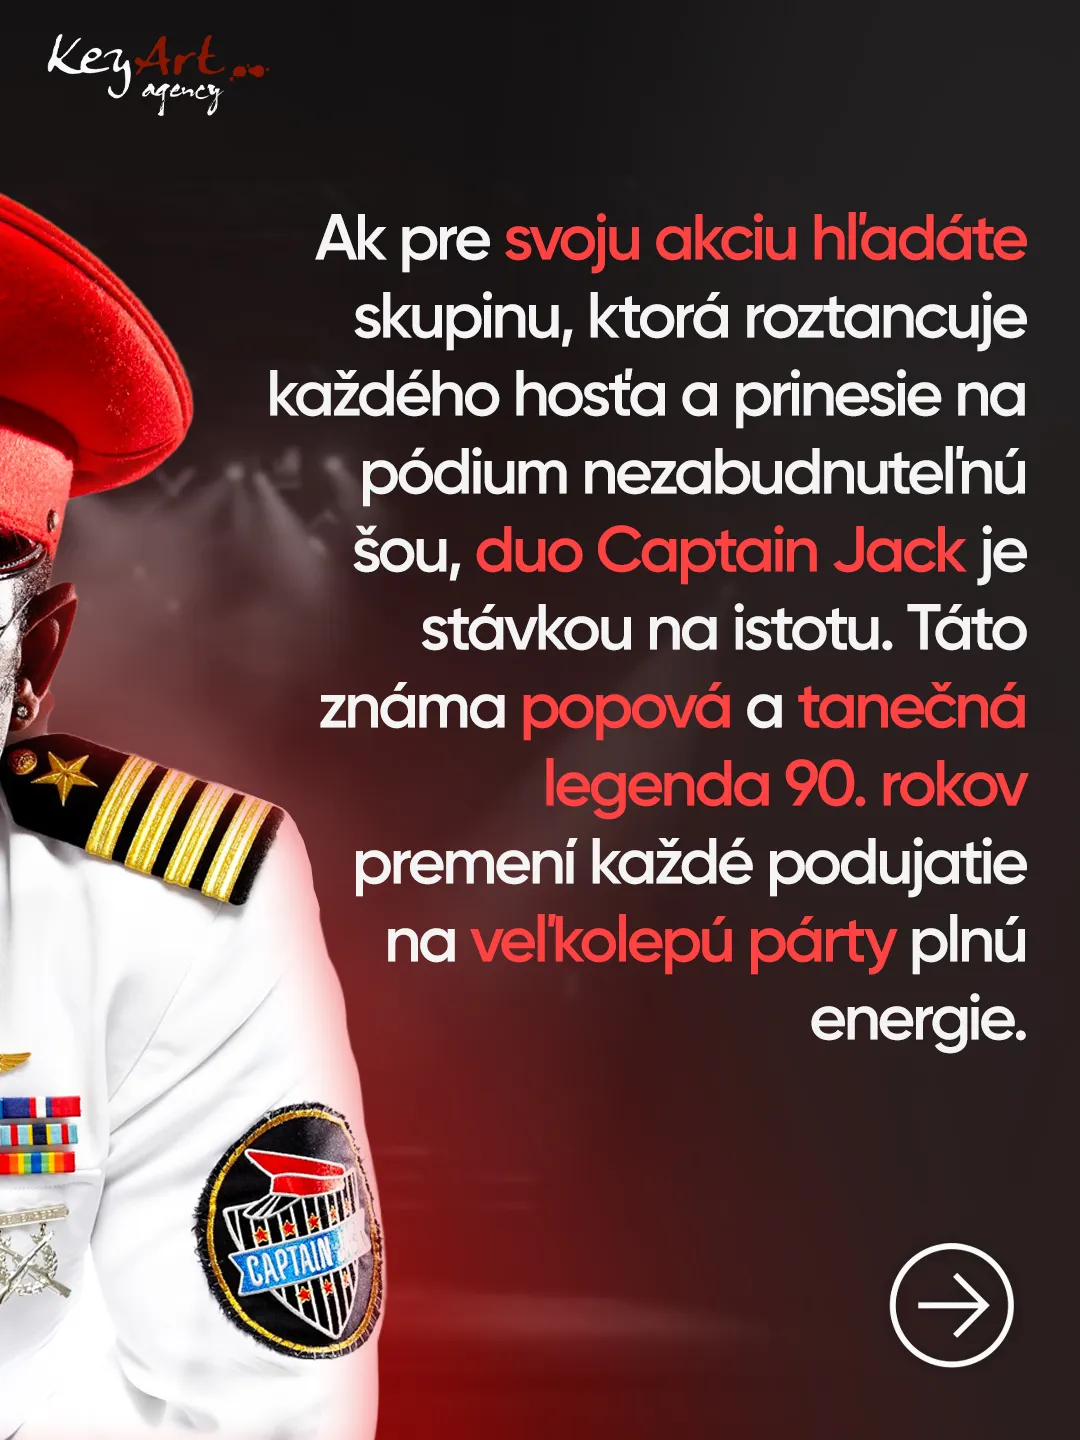 KeyArt
agency
Ak pre svoju akciu hľadáte
skupinu, ktorá roztancuje
každého hosťa a prinesie na
pódium nezabudnuteľnú
šou, duo Captain Jack je
stávkou na istotu. Táto
známa popová a tanečná
legenda 90. rokov
premení každé podujatie
na veľkolepú párty plnú
energie.
CAPTAIN